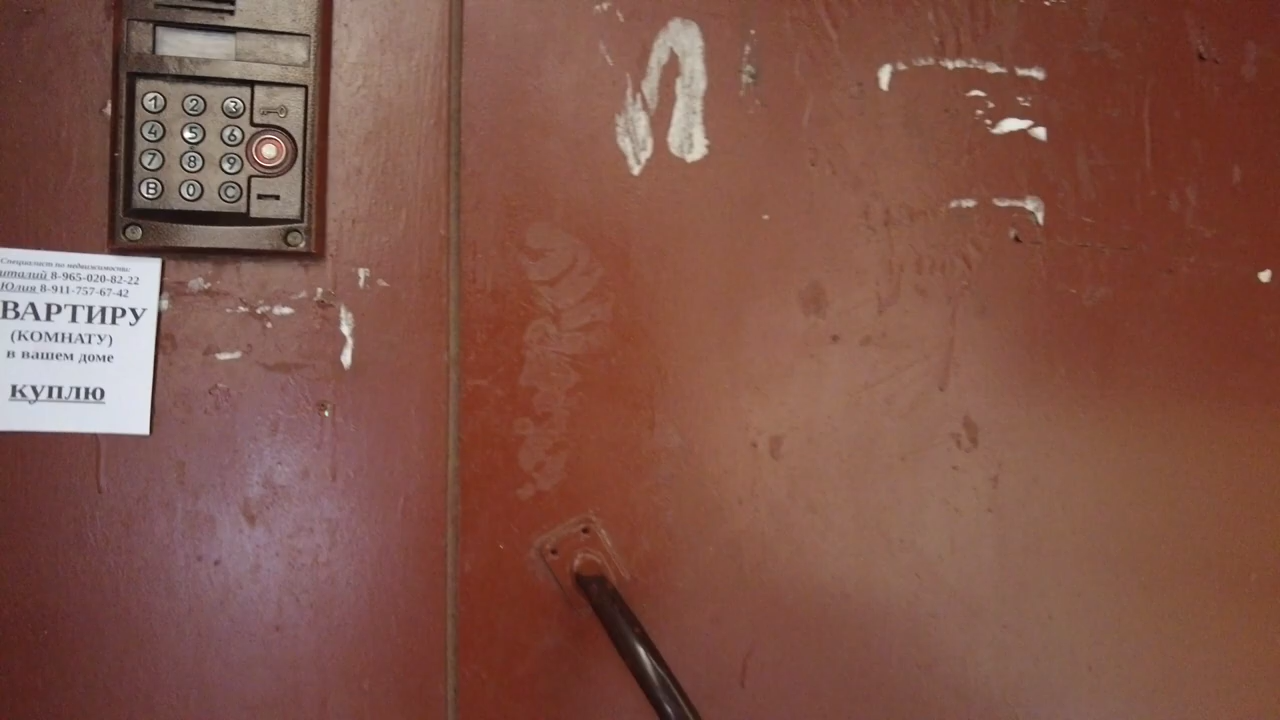 1 2 3
4 5 6
7 8 9
В 0 С
Специалист по недвижимости:
италий 8-965-020-82-22
Юлия 8-911-757-67-42
ВАРТИРУ
(КОМНАТУ)
в вашем доме
куплю